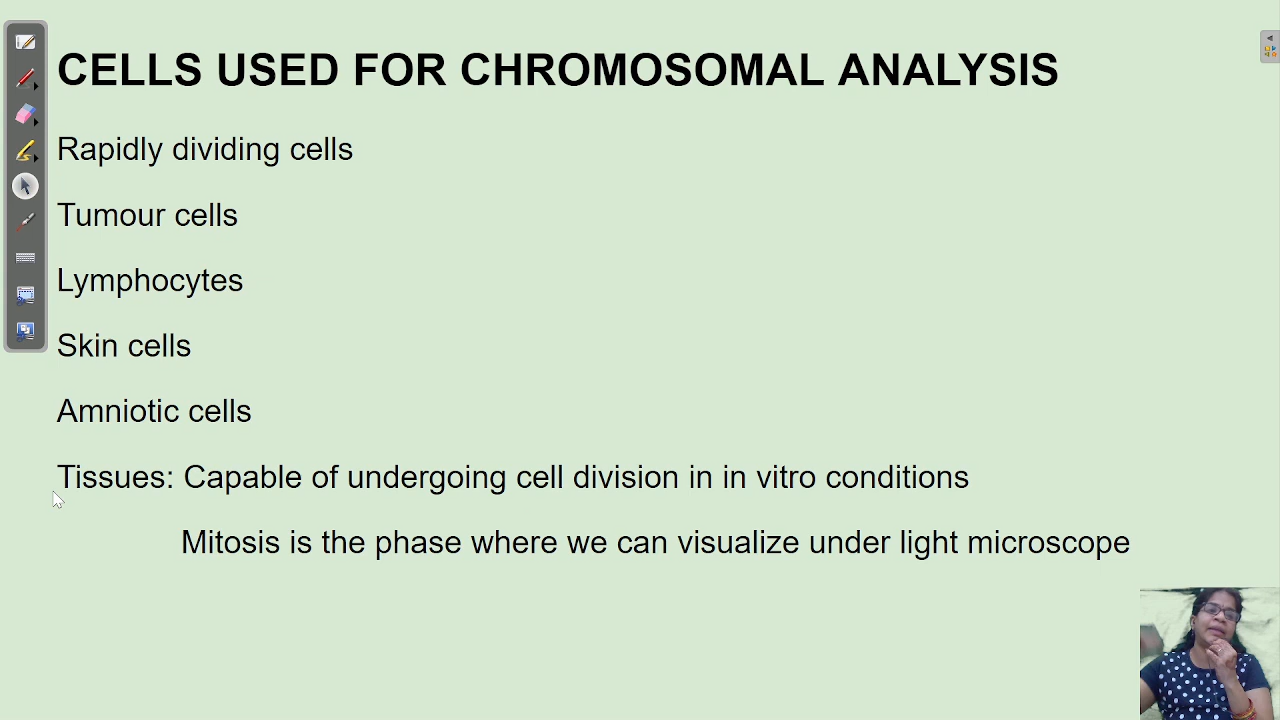 CELLS USED FOR CHROMOSOMAL ANALYSIS
Rapidly dividing cells
Tumour cells
Lymphocytes
Skin cells
Amniotic cells
Tissues: Capable of undergoing cell division in in vitro conditions
Mitosis is the phase where we can visualize under light microscope